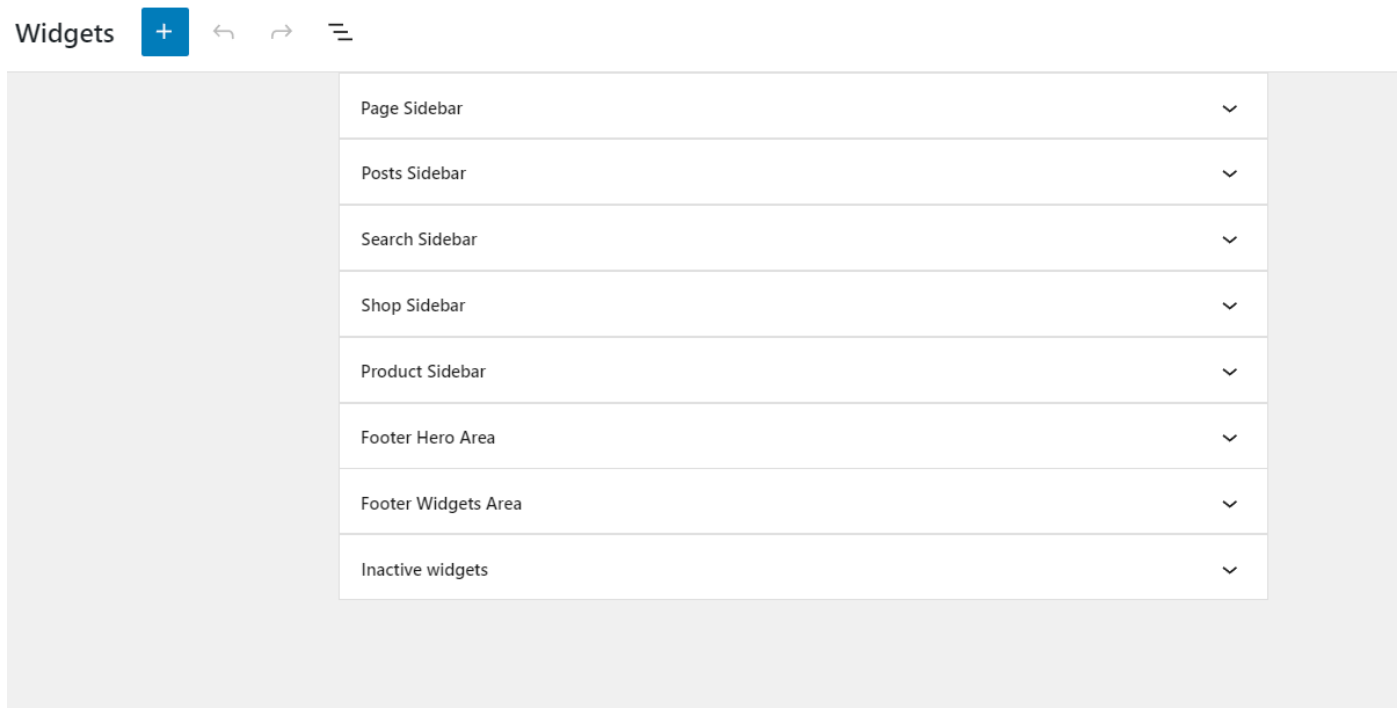 Widgets
Page Sidebar
Posts Sidebar
Search Sidebar
Shop Sidebar
Product Sidebar
Footer Hero Area
Footer Widgets Area
Inactive widgets